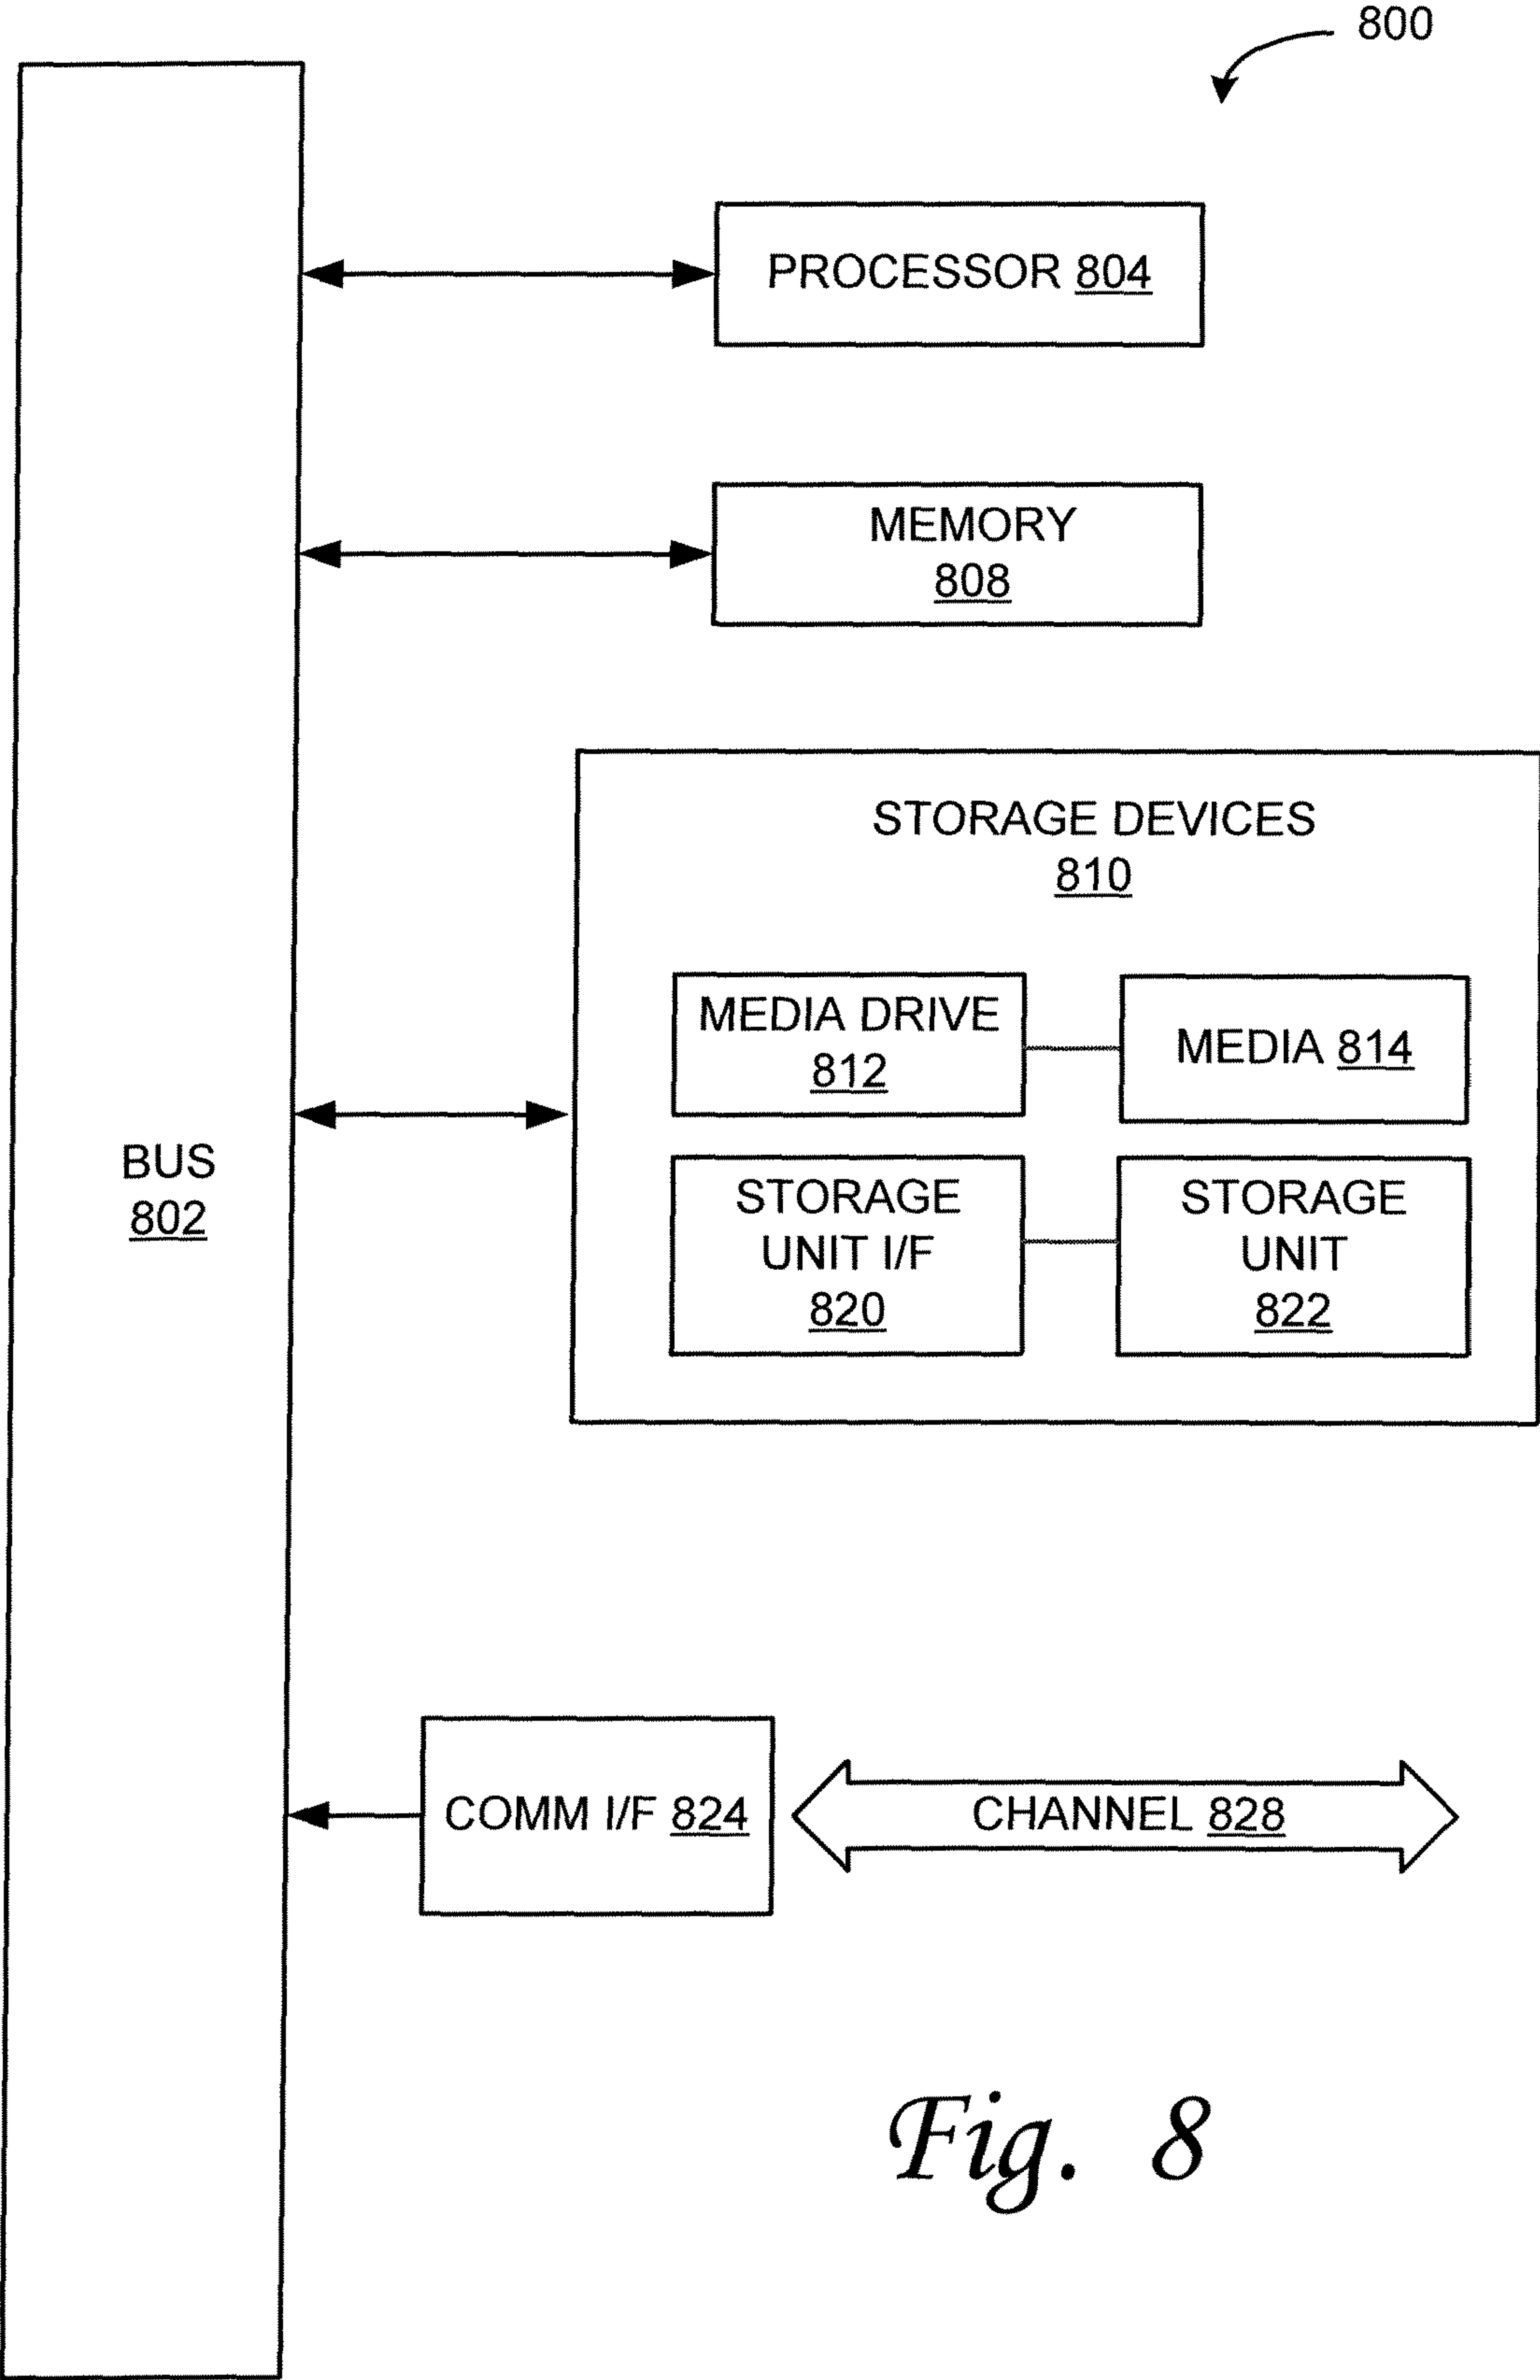 800
PROCESSOR 804
MEMORY
808
STORAGE DEVICES
810
MEDIA DRIVE
812
MEDIA 814
BUS
802
STORAGE
UNIT I/F
820
STORAGE
UNIT
822
COMM I/F 824
CHANNEL 828
Fig. 8